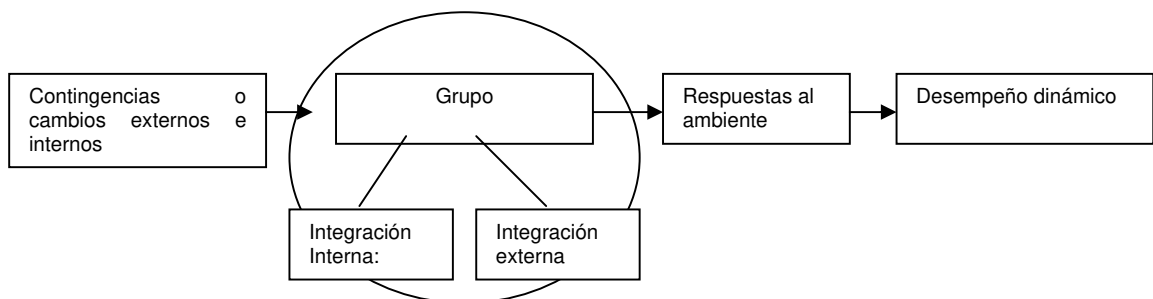 Contingencias o
cambios externos e
internos
Grupo
Respuestas al
ambiente
Desempeño dinámico
Integración
Interna:
Integración
externa